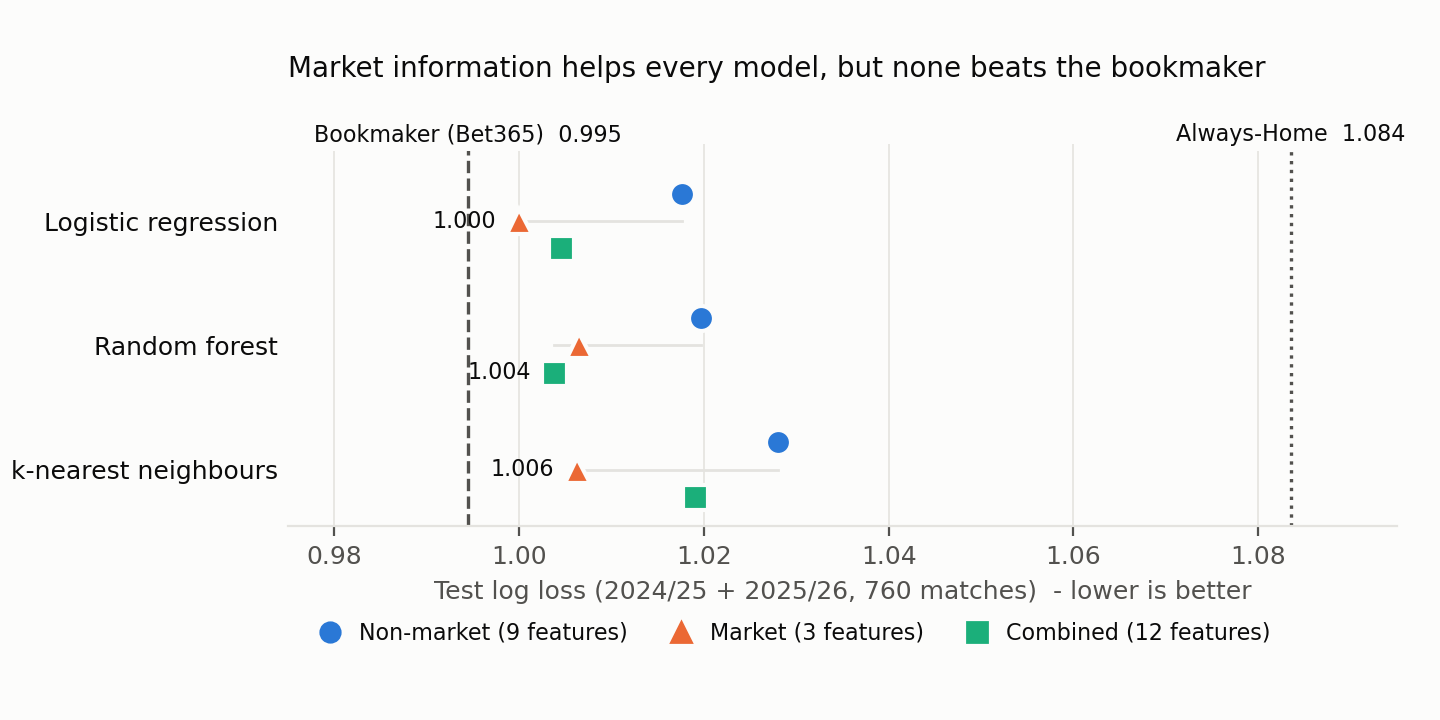 Market information helps every model, but none beats the bookmaker
Bookmaker (Bet365)  0.995
Always-Home  1.084
Logistic regression
1.000
Random forest
1.004
k-nearest neighbours
1.006
0.98 1.00 1.02 1.04 1.06 1.08
Test log loss (2024/25 + 2025/26, 760 matches)  - lower is better
Non-market (9 features) Market (3 features) Combined (12 features)